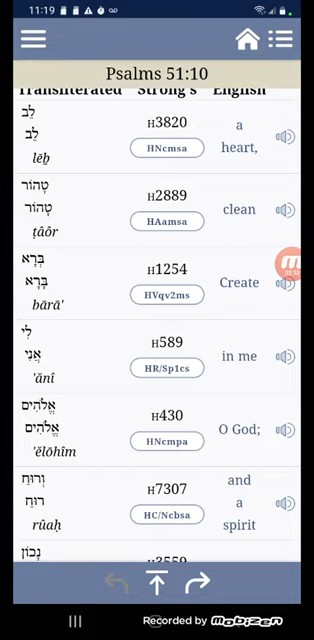 11:19
Psalms 51:10
Transliterated Strong's English
לֵב
לֵב
lēḇ
H3820
HNcmsa
a
heart,
טָהוֹר
טָהוֹר
ṭâôr
H2889
HAamsa
clean
בְּרָא
בָּרָא
bārā'
H1254
HVqv2ms
Create
לִי
אֲנִי
'ănî
H589
HR/Sp1cs
in me
אֱלֹהִים
אֱלֹהִים
'ĕlōhîm
H430
HNcmpa
O God;
וְרוּחַ
רוּחַ
rûaḥ
H7307
HC/Ncbsa
and
a
spirit
נָכוֹן
H3559
Recorded by Mobizen